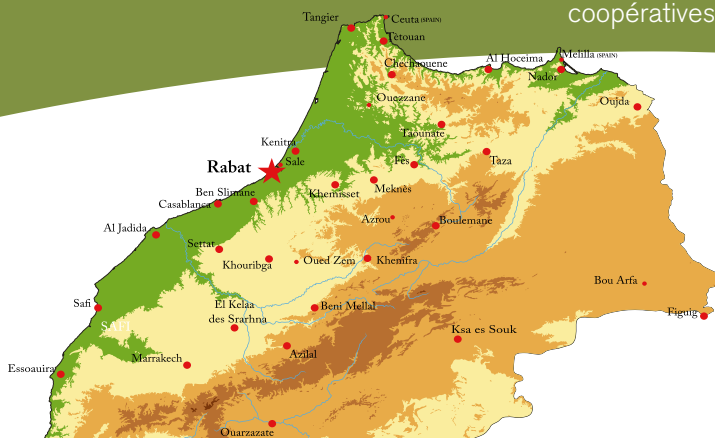 coopératives
Tangier
Ceuta (SPAIN)
Tétouan
Chechaouene
Al Hoceima
Melilla (SPAIN)
Nador
Ouezzane
Oujda
Taounate
Kenitra
Sale
Rabat
Fès
Taza
Ben Slimane
Khemisset
Meknès
Casablanca
Azrou
Boulemane
Al Jadida
Settat
Khouribga
Oued Zem
Khenifra
Bou Arfa
Safi
El Kelaa
des Srarhna
Beni Mellal
Figuig
SAFI
Ksa es Souk
Marrakech
Azilal
Essoauira
Ouarzazate